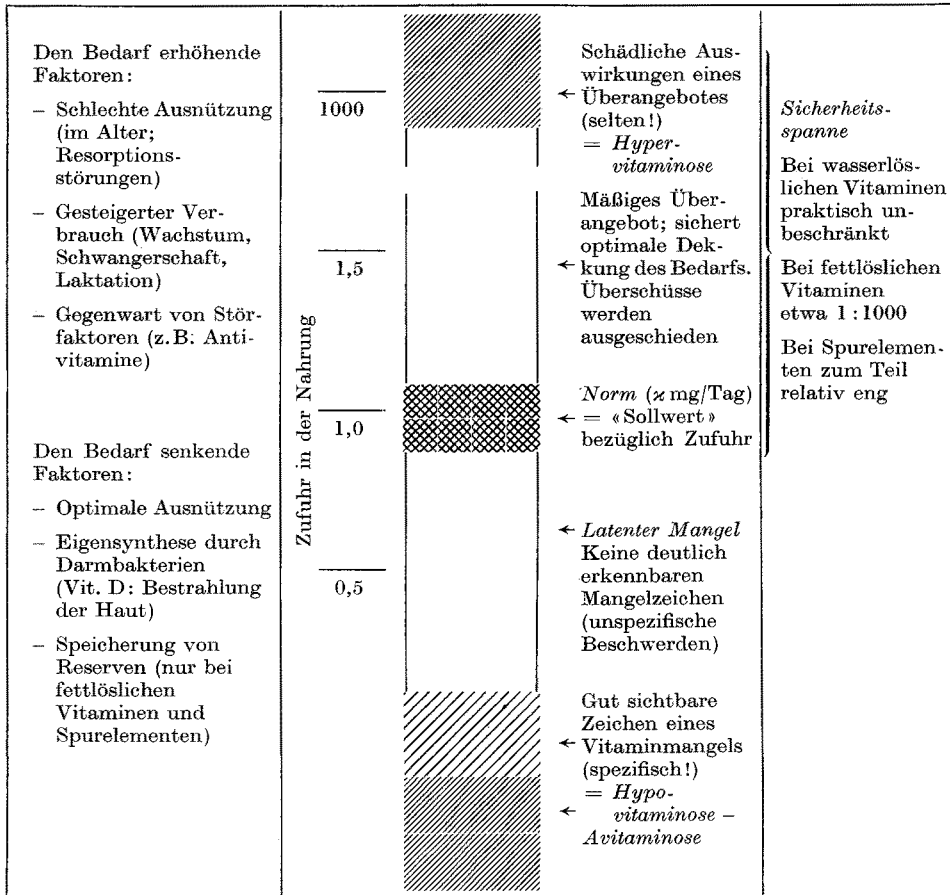 Den Bedarf erhöhende
Faktoren:
– Schlechte Ausnützung
(im Alter;
Resorptions-
störungen)
– Gesteigerter Ver-
brauch (Wachstum,
Schwangerschaft,
Laktation)
– Gegenwart von Stör-
faktoren (z. B. Anti-
vitamine)
Den Bedarf senkende
Faktoren:
– Optimale Ausnützung
– Eigensynthese durch
Darmbakterien
(Vit. D: Bestrahlung
der Haut)
– Speicherung von
Reserven (nur bei
fettlöslichen
Vitaminen und
Spurelementen)
Zufuhr in der Nahrung
1000
1,5
1,0
0,5
Schädliche Aus-
wirkungen eines
← Überangebotes
(selten!)
= Hyper-
vitaminose
Mäßiges Über-
angebot; sichert
optimale Dek-
← kung des Bedarfs.
Überschüsse
werden
ausgeschieden
Norm (ϰ mg/Tag)
← = «Sollwert»
bezüglich Zufuhr
← Latenter Mangel
Keine deutlich
erkennbaren
Mangelzeichen
(unspezifische
Beschwerden)
Gut sichtbare
Zeichen eines
← Vitaminmangels
(spezifisch!)
= Hypo-
← vitaminose –
Avitaminose
Sicherheits-
spanne
Bei wasserlös-
lichen Vitaminen
praktisch un-
beschränkt
Bei fettlöslichen
Vitaminen
etwa 1 : 1000
Bei Spurelemen-
ten zum Teil
relativ eng